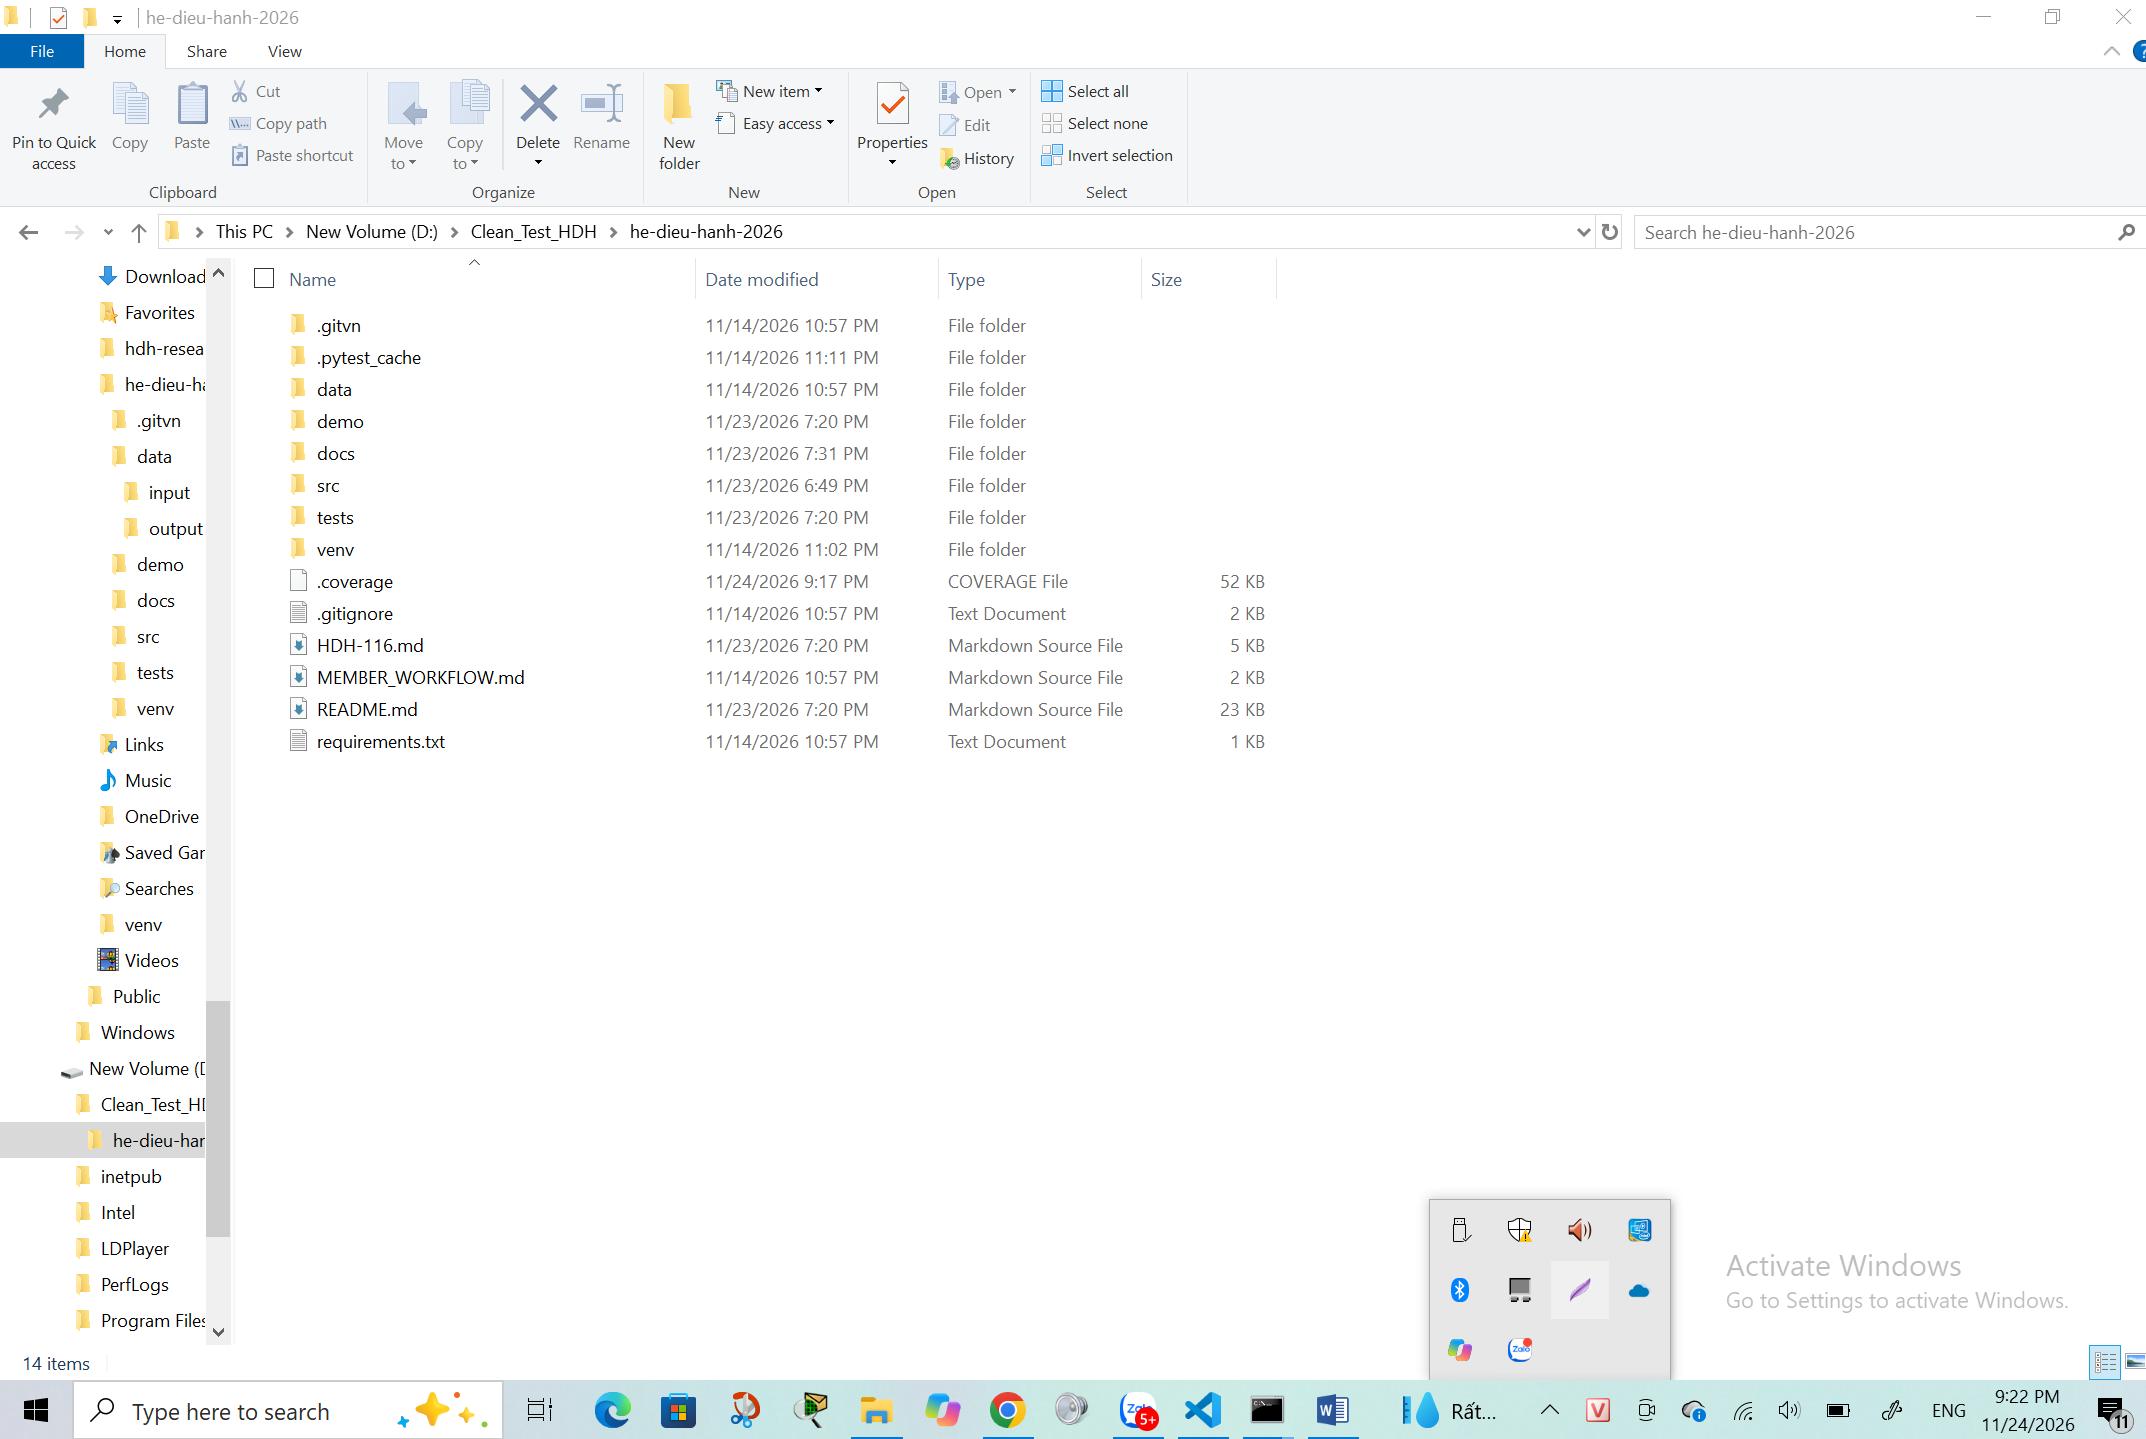 he-dieu-hanh-2026
File Home Share View
Pin to Quick access
Copy
Paste
Cut
Copy path
Paste shortcut
Clipboard
Move to
Copy to
Delete
Rename
Organize
New folder
New item
Easy access
New
Properties
Open
Edit
History
Open
Select all
Select none
Invert selection
Select
This PC New Volume (D:) Clean_Test_HDH he-dieu-hanh-2026
Search he-dieu-hanh-2026
Download
Favorites
hdh-resea
he-dieu-ha
.gitvn
data
input
output
demo
docs
src
tests
venv
Links
Music
OneDrive
Saved Gar
Searches
venv
Videos
Public
Windows
New Volume (D
Clean_Test_HD
he-dieu-har
inetpub
Intel
LDPlayer
PerfLogs
Program Files
Name Date modified Type Size
.gitvn 11/14/2026 10:57 PM File folder
.pytest_cache 11/14/2026 11:11 PM File folder
data 11/14/2026 10:57 PM File folder
demo 11/23/2026 7:20 PM File folder
docs 11/23/2026 7:31 PM File folder
src 11/23/2026 6:49 PM File folder
tests 11/23/2026 7:20 PM File folder
venv 11/14/2026 11:02 PM File folder
.coverage 11/24/2026 9:17 PM COVERAGE File 52 KB
.gitignore 11/14/2026 10:57 PM Text Document 2 KB
HDH-116.md 11/23/2026 7:20 PM Markdown Source File 5 KB
MEMBER_WORKFLOW.md 11/14/2026 10:57 PM Markdown Source File 2 KB
README.md 11/23/2026 7:20 PM Markdown Source File 23 KB
requirements.txt 11/14/2026 10:57 PM Text Document 1 KB
Zalo
Activate Windows
Go to Settings to activate Windows.
14 items
Type here to search
5+
Rất...
V
ENG
9:22 PM
11/24/2026
11